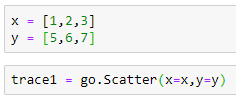 x = [1,2,3]
y = [5,6,7]
trace1 = go.Scatter(x=x,y=y)